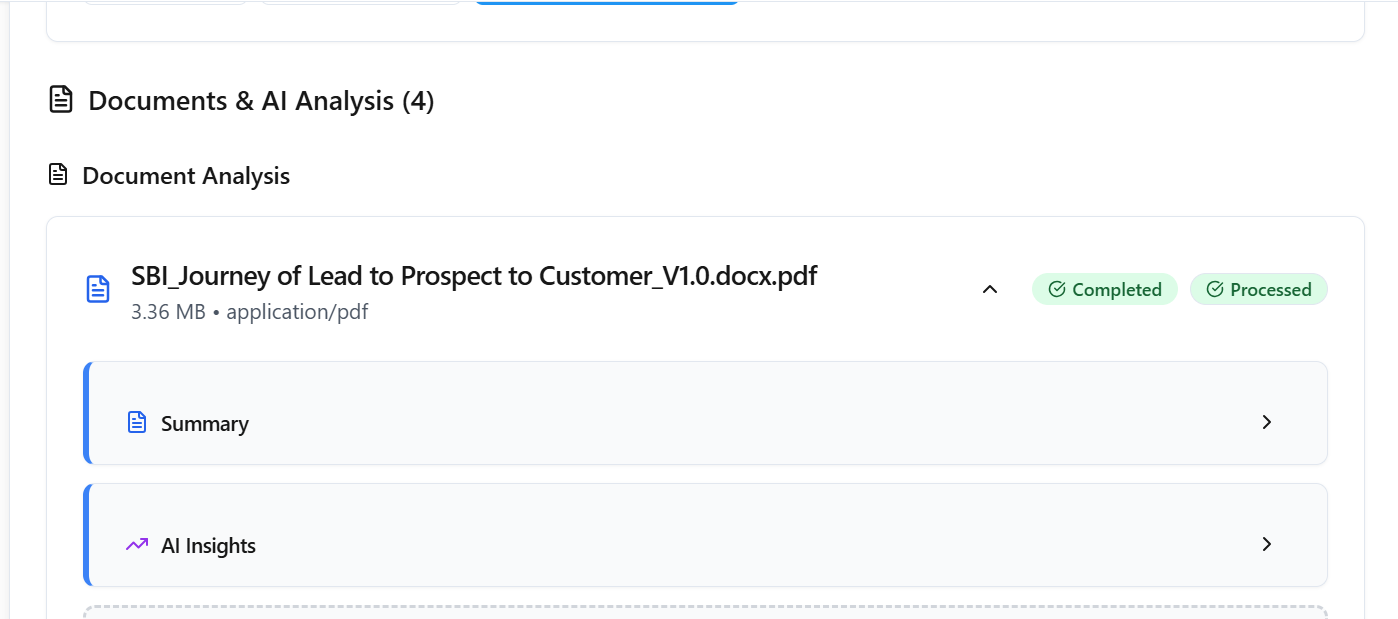 Documents & AI Analysis (4)
Document Analysis
SBI_Journey of Lead to Prospect to Customer_V1.0.docx.pdf
3.36 MB • application/pdf
Completed
Processed
Summary
AI Insights